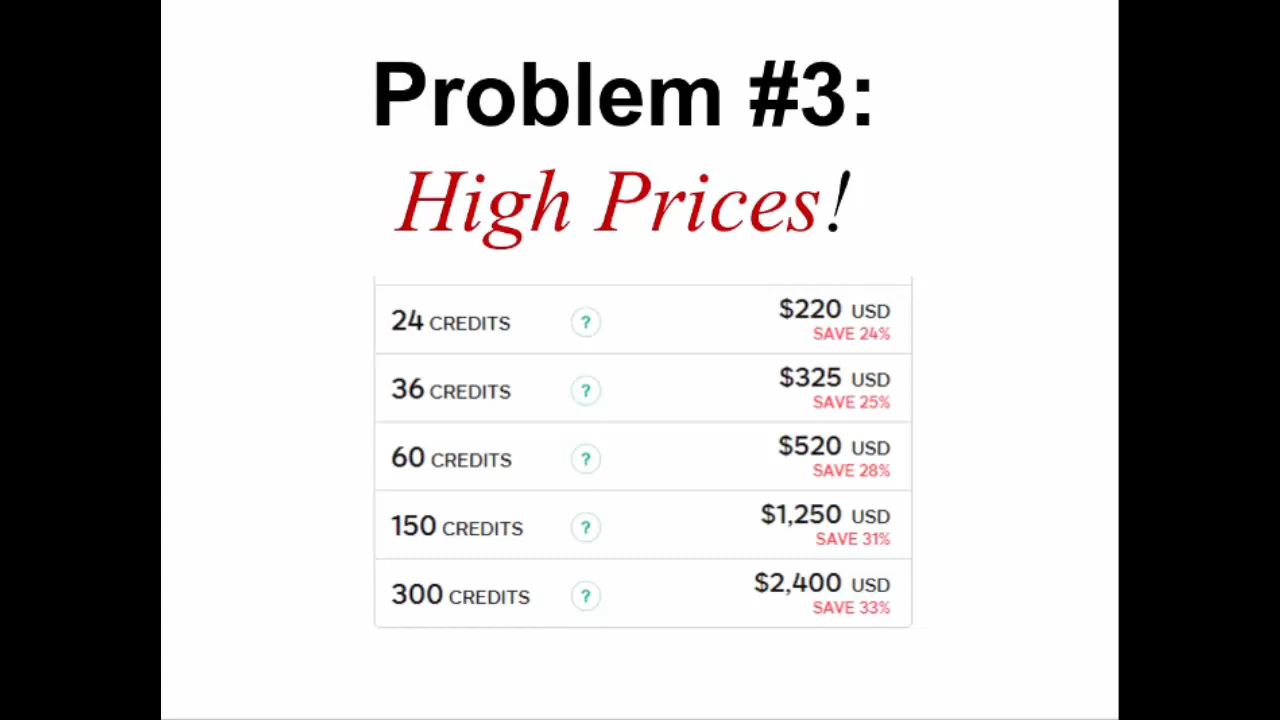 Problem #3:
High Prices!
24 CREDITS ? $220 USD
SAVE 24%
36 CREDITS ? $325 USD
SAVE 25%
60 CREDITS ? $520 USD
SAVE 28%
150 CREDITS ? $1,250 USD
SAVE 31%
300 CREDITS ? $2,400 USD
SAVE 33%